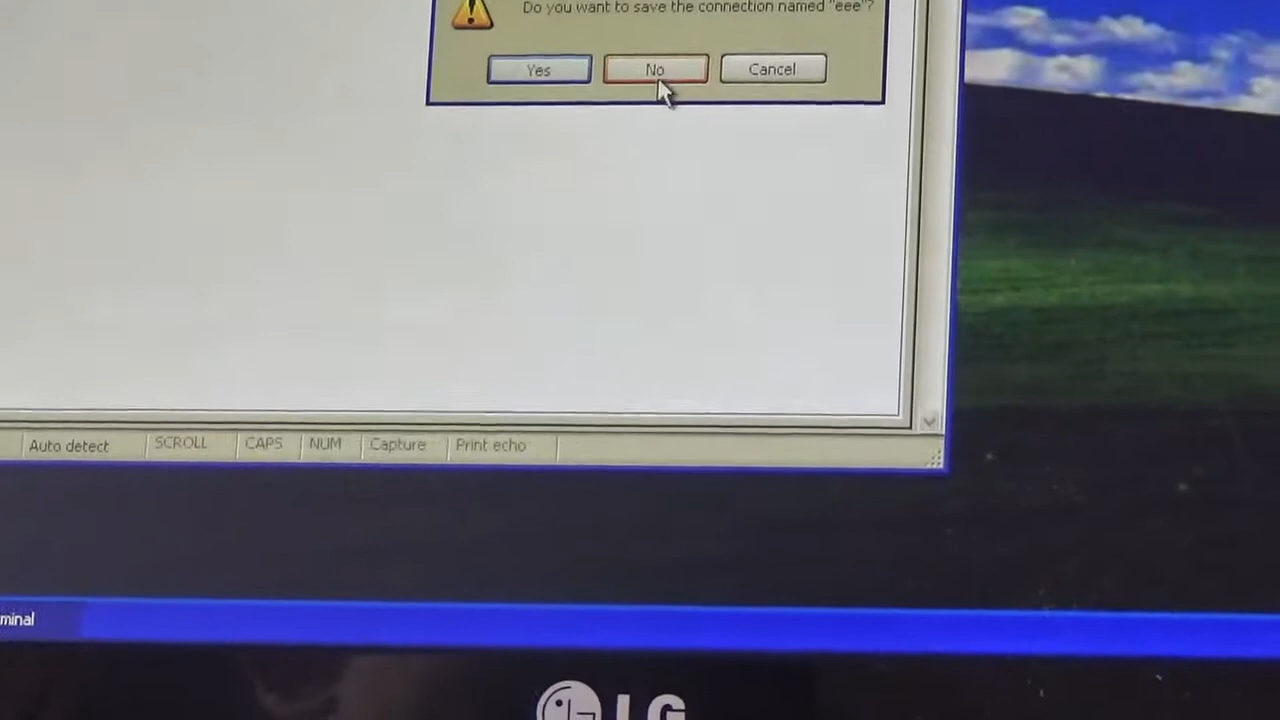 Do you want to save the connection named "eee"?
Yes No Cancel
Auto detect SCROLL CAPS NUM Capture Print echo
minal
LG